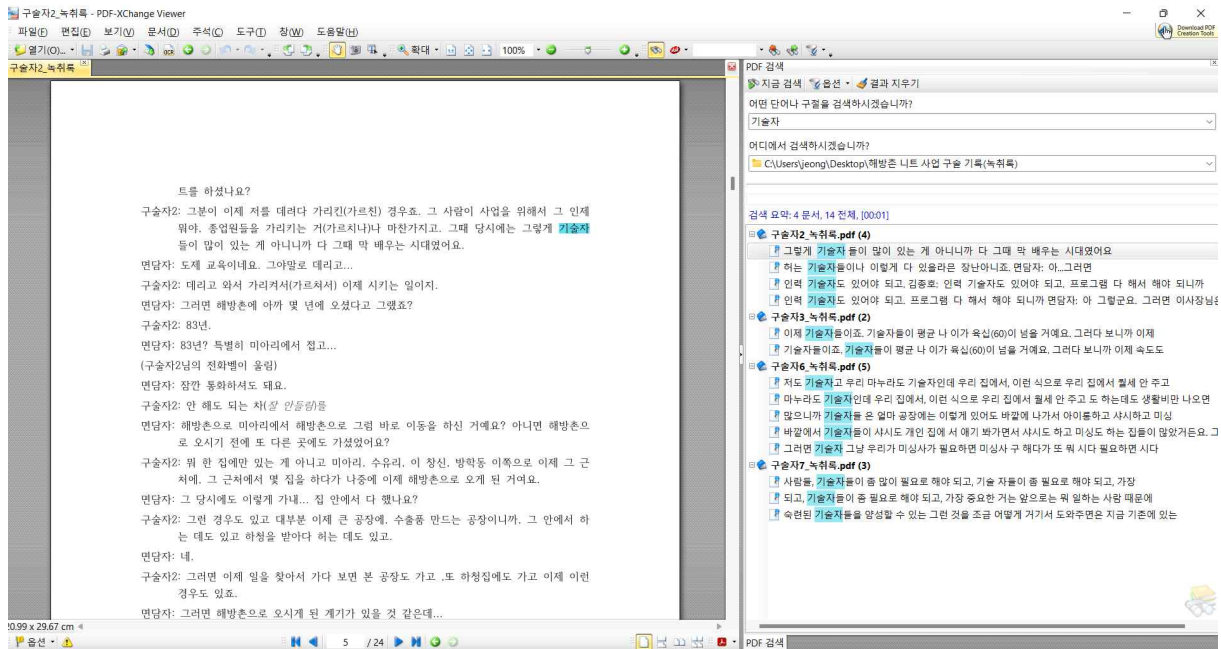 구술자2_녹취록 - PDF-XChange Viewer
파일(F) 편집(E) 보기(V) 문서(D) 주석(C) 도구(T) 창(W) 도움말(H)
Download PDF
Creation Tools
열기(O)... 확대 100%
구술자2_녹취록
트를 하셨나요?
구술자2: 그분이 이제 저를 데려다 가리킨(가르친) 경우죠. 그 사람이 사업을 위해서 그 인제
뭐야. 종업원들을 가리키는 거(가르치나)나 마찬가지고. 그때 당시에는 그렇게 기술자
들이 많이 있는 게 아니니까 다 그때 막 배우는 시대였어요.
면담자: 도제 교육이네요. 그야말로 데리고...
구술자2: 데리고 와서 가리켜서(가르쳐서) 이제 시키는 일이지.
면담자: 그러면 해방촌에 아까 몇 년에 오셨다고 그랬죠?
구술자2: 83년.
면담자: 83년? 특별히 미아리에서 접고...
(구술자2님의 전화벨이 울림)
면담자: 잠깐 통화하셔도 돼요.
구술자2: 안 해도 되는 차(잘 안들림)를
면담자: 해방촌으로 미아리에서 해방촌으로 그럼 바로 이동을 하신 거예요? 아니면 해방촌으
로 오시기 전에 또 다른 곳에도 가셨었어요?
구술자2: 뭐 한 집에만 있는 게 아니고 미아리, 수유리, 이 창신, 방학동 이쪽으로 이제 그 근
처에. 그 근처에서 몇 집을 하다가 나중에 이제 해방촌으로 오게 된 거여요.
면담자: 그 당시에도 이렇게 가내... 집 안에서 다 했나요?
구술자2: 그런 경우도 있고 대부분 이제 큰 공장에, 수출품 만드는 공장이니까, 그 안에서 하
는 데도 있고 하청을 받아다 허는 데도 있고.
면담자: 네.
구술자2: 그러면 이제 일을 찾아서 가다 보면 본 공장도 가고 ,또 하청집에도 가고 이제 이런
경우도 있죠.
면담자: 그러면 해방촌으로 오시게 된 계기가 있을 것 같은데...
20.99 x 29.67 cm
옵션 5 / 24
PDF 검색
지금 검색 옵션 결과 지우기
어떤 단어나 구절을 검색하시겠습니까?
기술자
어디에서 검색하시겠습니까?
C:\Users\jeong\Desktop\해방촌 니트 사업 구술 기록(녹취록)
검색 요약: 4 문서, 14 전체, [00:01]
구술자2_녹취록.pdf (4)
그렇게 기술자 들이 많이 있는 게 아니니까 다 그때 막 배우는 시대였어요
허는 기술자들이나 이렇게 다 있을라믄 장난아니죠. 면담자: 아...그러면
인력 기술자도 있어야 되고. 김종호: 인력 기술자도 있어야 되고. 프로그램 다 해서 해야 되니까
인력 기술자도 있어야 되고. 프로그램 다 해서 해야 되니까 면담자: 아 그렇군요. 그러면 이사장님은
구술자3_녹취록.pdf (2)
이제 기술자들이죠. 기술자들이 평균 나 이가 육십(60)이 넘을 거예요. 그러다 보니까 이제
기술자들이죠, 기술자들이 평균 나 이가 육십(60)이 넘을 거예요. 그러다 보니까 이제 속도도
구술자6_녹취록.pdf (5)
저도 기술자고 우리 마누라도 기술자인데 우리 집에서, 이런 식으로 우리 집에서 월세 안 주고
마누라도 기술자인데 우리 집에서, 이런 식으로 우리 집에서 월세 안 주고 도 하는데도 생활비만 나오면
많으니까 기술자들 은 얼마 공장에는 이렇게 있어도 바깥에 나가서 아이롱하고 샤시하고 미싱
바깥에서 기술자들이 샤시도 개인 집에 서 애기 봐가면서 샤시도 하고 미싱도 하는 집들이 많았거든요. 그
그러면 기술자 그냥 우리가 미싱사가 필요하면 미싱사 구 해다가 또 뭐 시다 필요하면 시다
구술자7_녹취록.pdf (3)
사람들, 기술자들이 좀 많이 필요로 해야 되고, 기술 자들이 좀 필요로 해야 되고, 가장
되고, 기술자들이 좀 필요로 해야 되고, 가장 중요한 거는 앞으로는 뭐 일하는 사람 때문에
숙련된 기술자들을 양성할 수 있는 그런 것을 조금 어떻게 거기서 도와주면은 지금 기존에 있는
PDF 검색